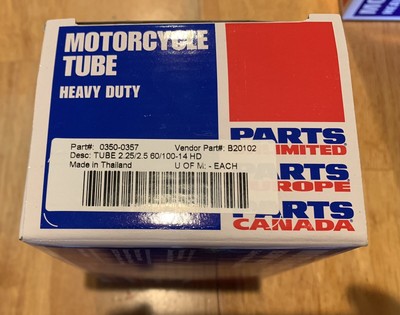 MOTORCYCLE
TUBE
HEAVY DUTY
Part#: 0350-0357 Vendor Part#: B20102
Desc: TUBE 2.25/2.5 60/100-14 HD
Made in Thailand U OF M: - EACH
PARTS
LIMITED
PARTS
EUROPE
PARTS
CANADA